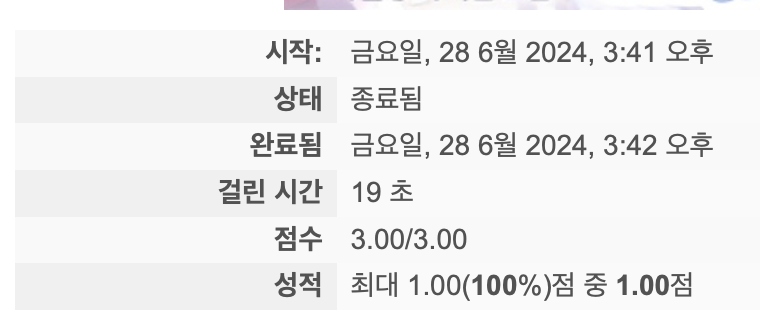 시작: 금요일, 28 6월 2024, 3:41 오후
상태 종료됨
완료됨 금요일, 28 6월 2024, 3:42 오후
걸린 시간 19 초
점수 3.00/3.00
성적 최대 1.00(100%)점 중 1.00점